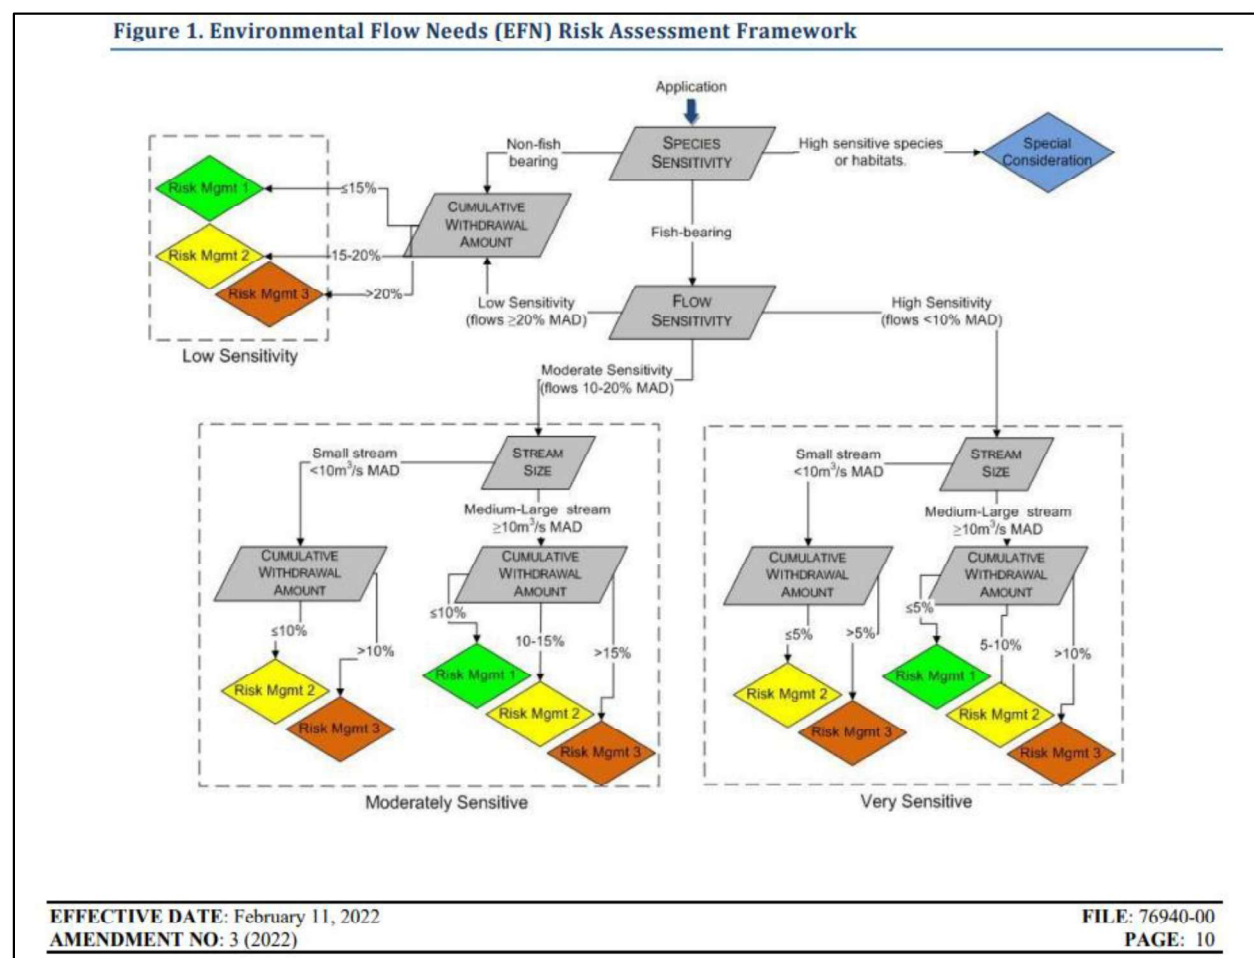 Figure 1. Environmental Flow Needs (EFN) Risk Assessment Framework
Application
SPECIES
SENSITIVITY
Non-fish
bearing
High sensitive species
or habitats.
Special
Consideration
Risk Mgmt 1
≤15%
CUMULATIVE
WITHDRAWAL
AMOUNT
Fish-bearing
Risk Mgmt 2
15-20%
Risk Mgmt 3
>20%
Low Sensitivity
Low Sensitivity
(flows ≥20% MAD)
FLOW
SENSITIVITY
High Sensitivity
(flows <10% MAD)
Moderate Sensitivity
(flows 10-20% MAD)
Small stream
<10m³/s MAD
STREAM
SIZE
Medium-Large stream
≥10m³/s MAD
CUMULATIVE
WITHDRAWAL
AMOUNT
CUMULATIVE
WITHDRAWAL
AMOUNT
≤10%
>10%
≤10%
10-15%
>15%
Risk Mgmt 2
Risk Mgmt 3
Risk Mgmt 1
Risk Mgmt 2
Risk Mgmt 3
Moderately Sensitive
Small stream
<10m³/s MAD
STREAM
SIZE
Medium-Large stream
≥10m³/s MAD
CUMULATIVE
WITHDRAWAL
AMOUNT
CUMULATIVE
WITHDRAWAL
AMOUNT
≤5%
>5%
≤5%
5-10%
>10%
Risk Mgmt 2
Risk Mgmt 3
Risk Mgmt 1
Risk Mgmt 2
Risk Mgmt 3
Very Sensitive
EFFECTIVE DATE: February 11, 2022
FILE: 76940-00
AMENDMENT NO: 3 (2022)
PAGE: 10